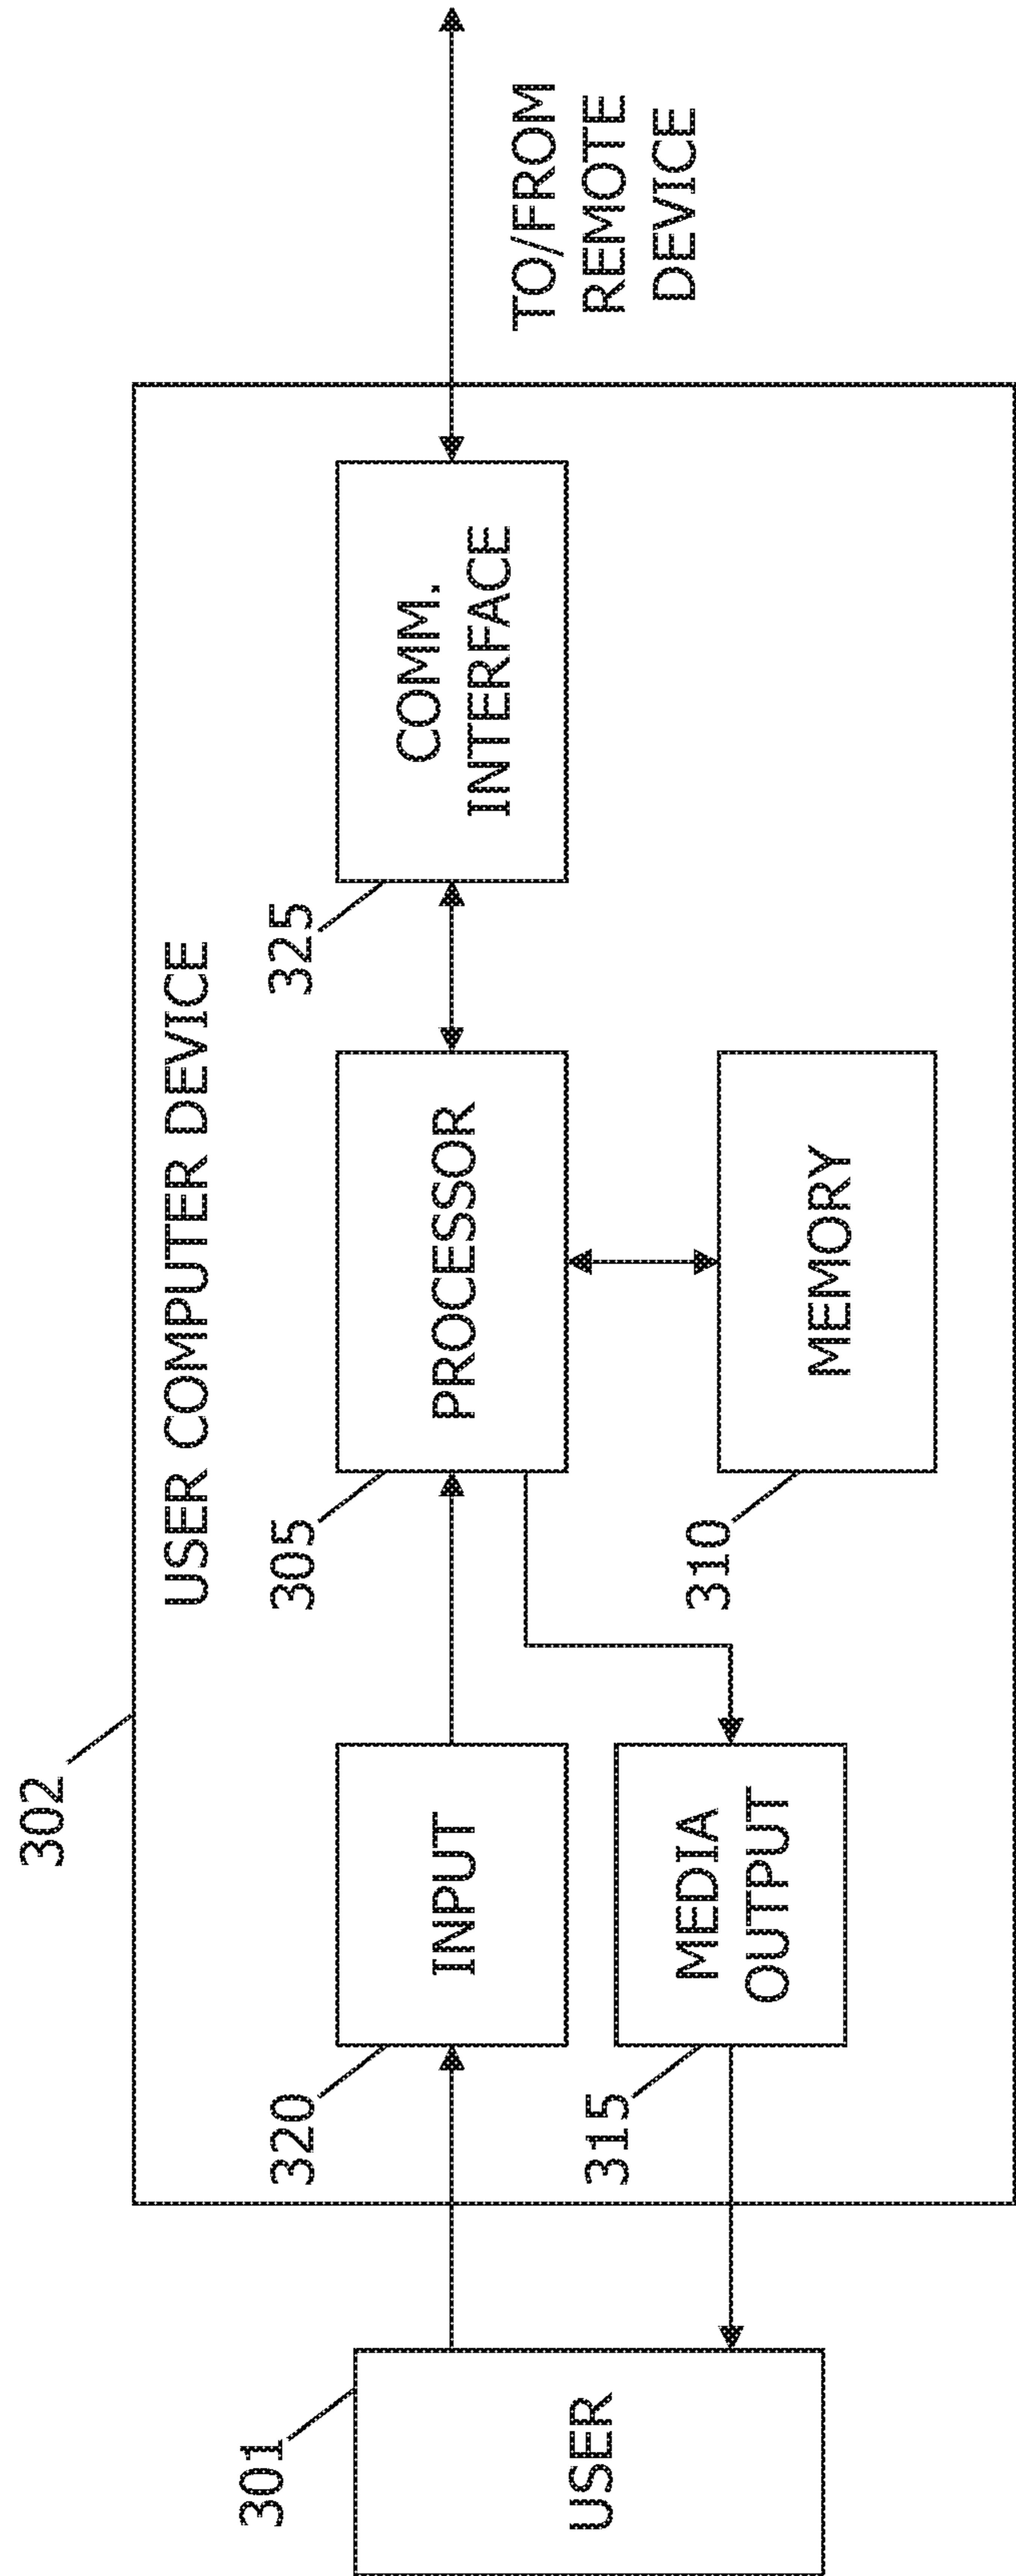 302
USER COMPUTER DEVICE
301
USER
320
INPUT
305
PROCESSOR
325
COMM.
INTERFACE
TO/FROM
REMOTE
DEVICE
315
MEDIA
OUTPUT
310
MEMORY